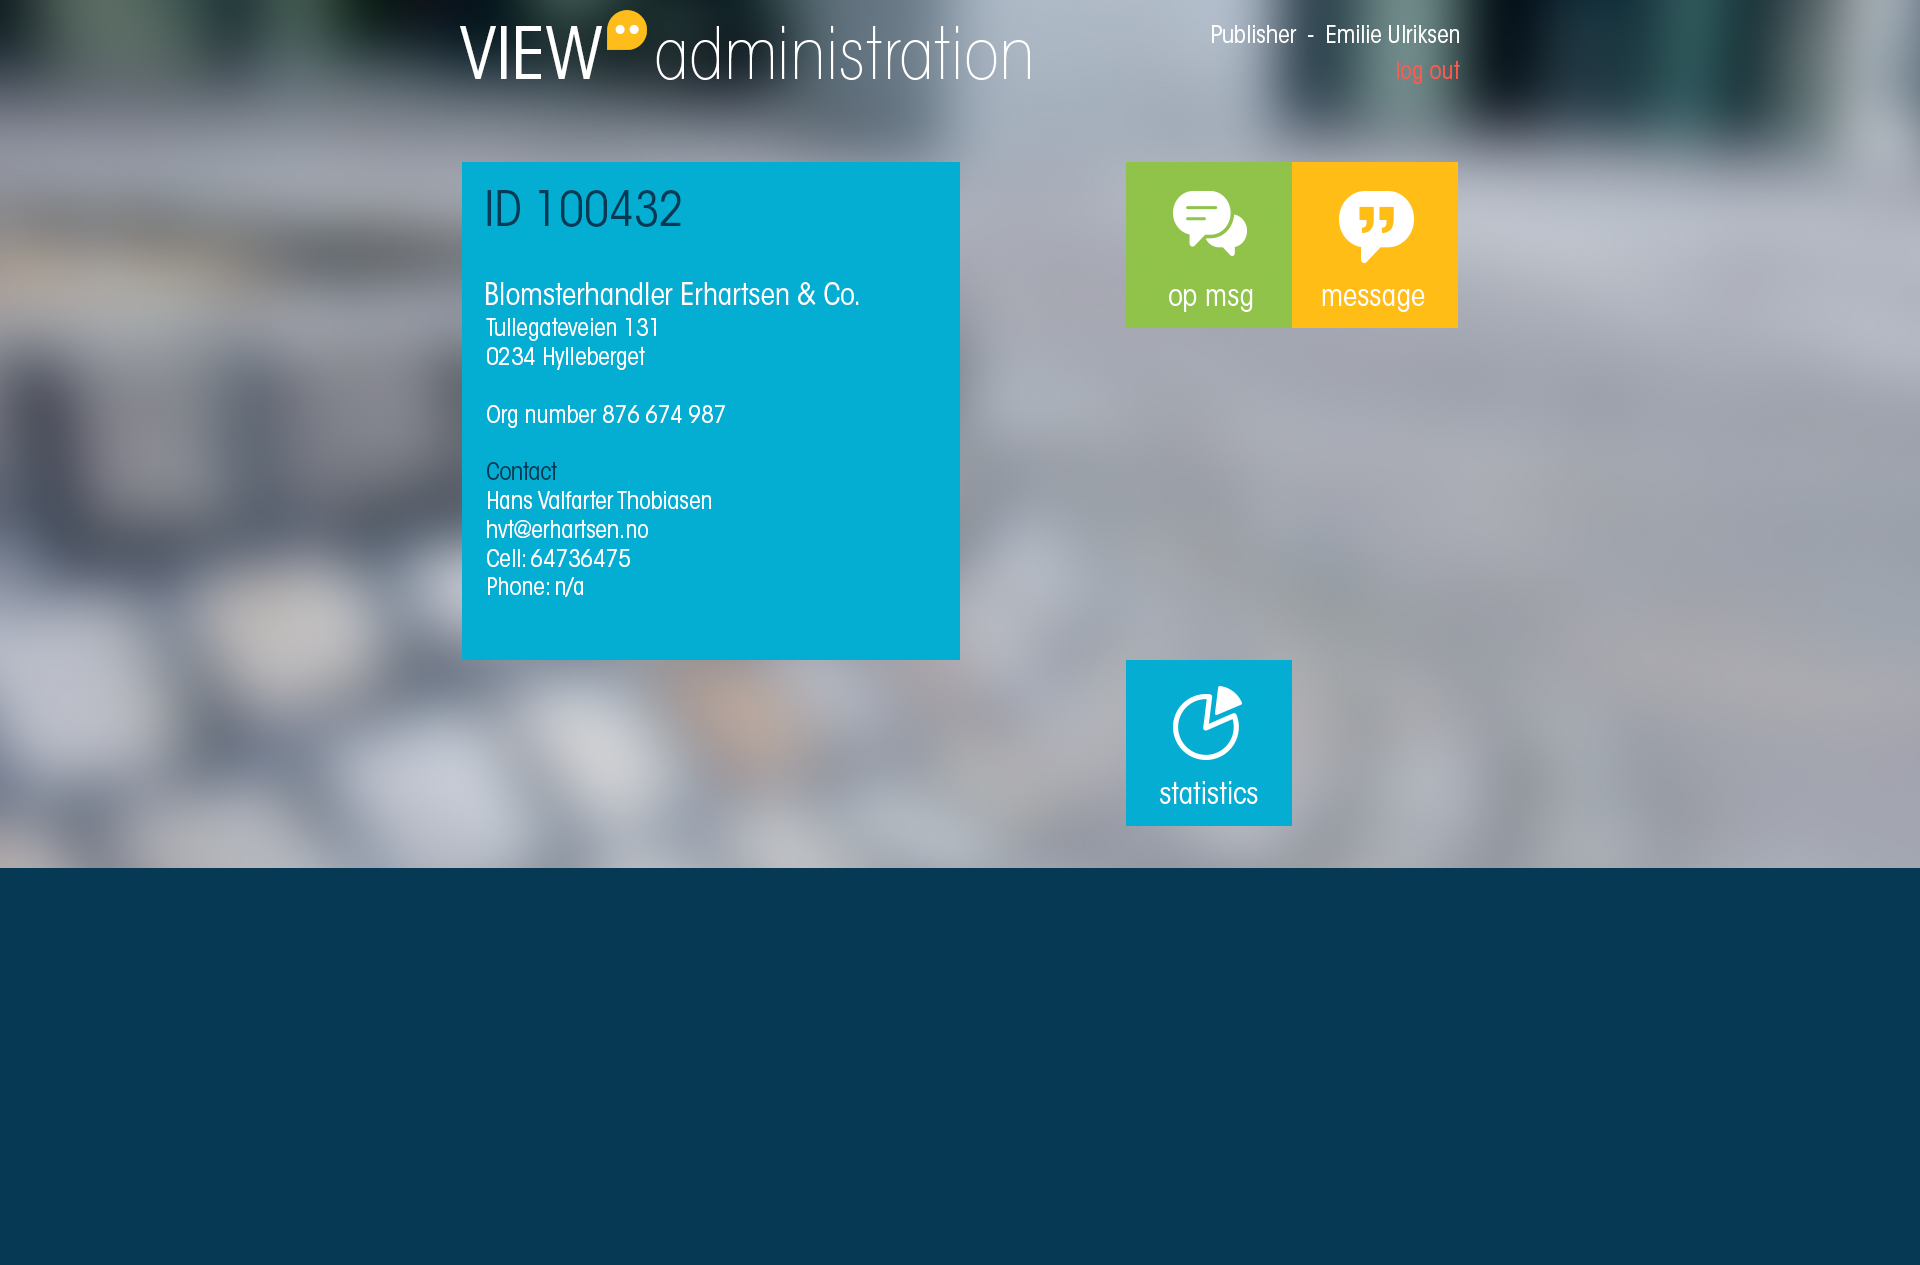 VIEW administration
Publisher - Emilie Ulriksen
log out
ID 100432
Blomsterhandler Erhartsen & Co.
Tullegateveien 131
0234 Hylleberget
Org number 876 674 987
Contact
Hans Valfarter Thobiasen
hvt@erhartsen.no
Cell: 64736475
Phone: n/a
op msg
message
statistics